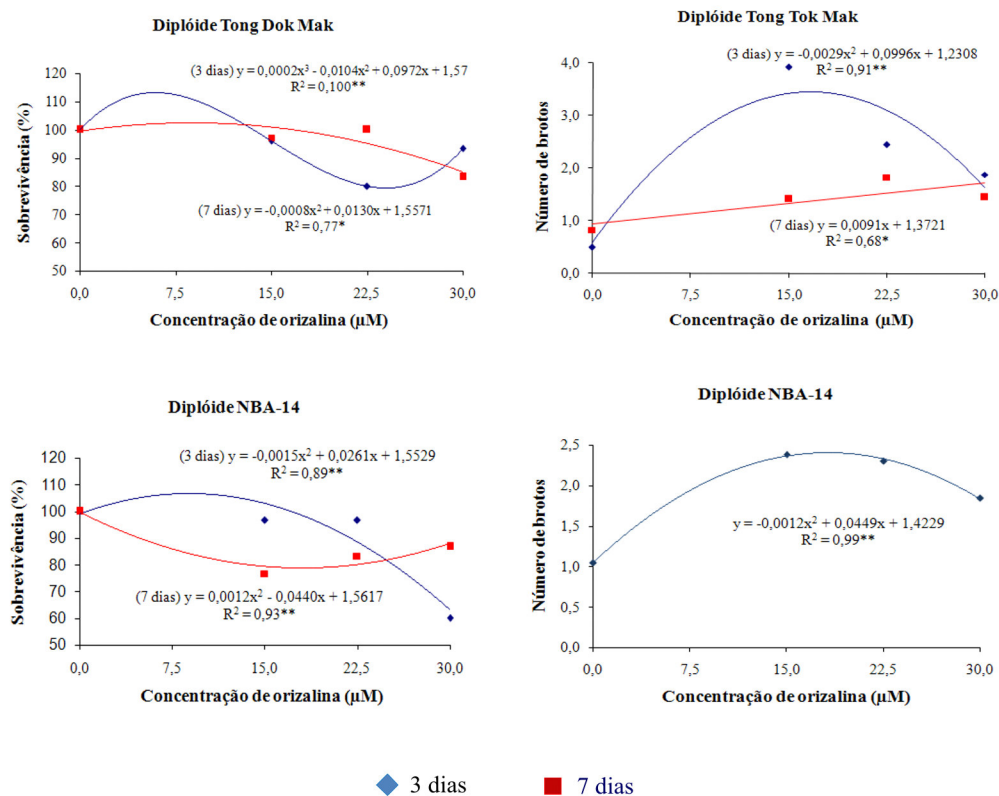 Diplóide Tong Dok Mak
(3 dias) y = 0,0002x³ - 0,0104x² + 0,0972x + 1,57
R² = 0,100**
120
110
100
90
80
70
60
50
Sobrevivência (%)
(7 dias) y = -0,0008x² + 0,0130x + 1,5571
R² = 0,77*
0,0 7,5 15,0 22,5 30,0
Concentração de orizalina (µM)
Diplóide Tong Tok Mak
(3 dias) y = -0,0029x² + 0,0996x + 1,2308
R² = 0,91**
4,0
3,0
2,0
1,0
0,0
Número de brotos
(7 dias) y = 0,0091x + 1,3721
R² = 0,68*
0,0 7,5 15,0 22,5 30,0
Concentração de orizalina (µM)
Diplóide NBA-14
(3 dias) y = -0,0015x² + 0,0261x + 1,5529
R² = 0,89**
120
110
100
90
80
70
60
50
Sobrevivência (%)
(7 dias) y = 0,0012x² - 0,0440x + 1,5617
R² = 0,93**
0,0 7,5 15,0 22,5 30,0
Concentração de orizalina (µM)
Diplóide NBA-14
2,5
2,0
1,5
1,0
0,5
0,0
Número de brotos
y = -0,0012x² + 0,0449x + 1,4229
R² = 0,99**
0,0 7,5 15,0 22,5 30,0
Concentração de orizalina (µM)
3 dias 7 dias